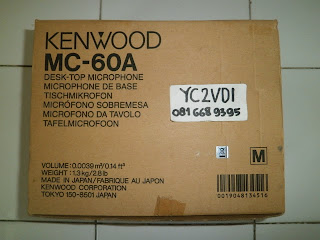 KENWOOD
MC-60A
DESK-TOP MICROPHONE
MICROPHONE DE BASE
TISCHMIKROFON
MICRÓFONO SOBREMESA
MICROFONO DA TAVOLO
TAFELMICROFOON
YC2VDI
081 668 9395
VOLUME: 0.0039 m³/0.14 ft³
WEIGHT: 1.3 kg/2.8 lb
MADE IN JAPAN/FABRIQUE AU JAPON
KENWOOD CORPORATION
TOKYO 150-8501 JAPAN
M
0019048134516